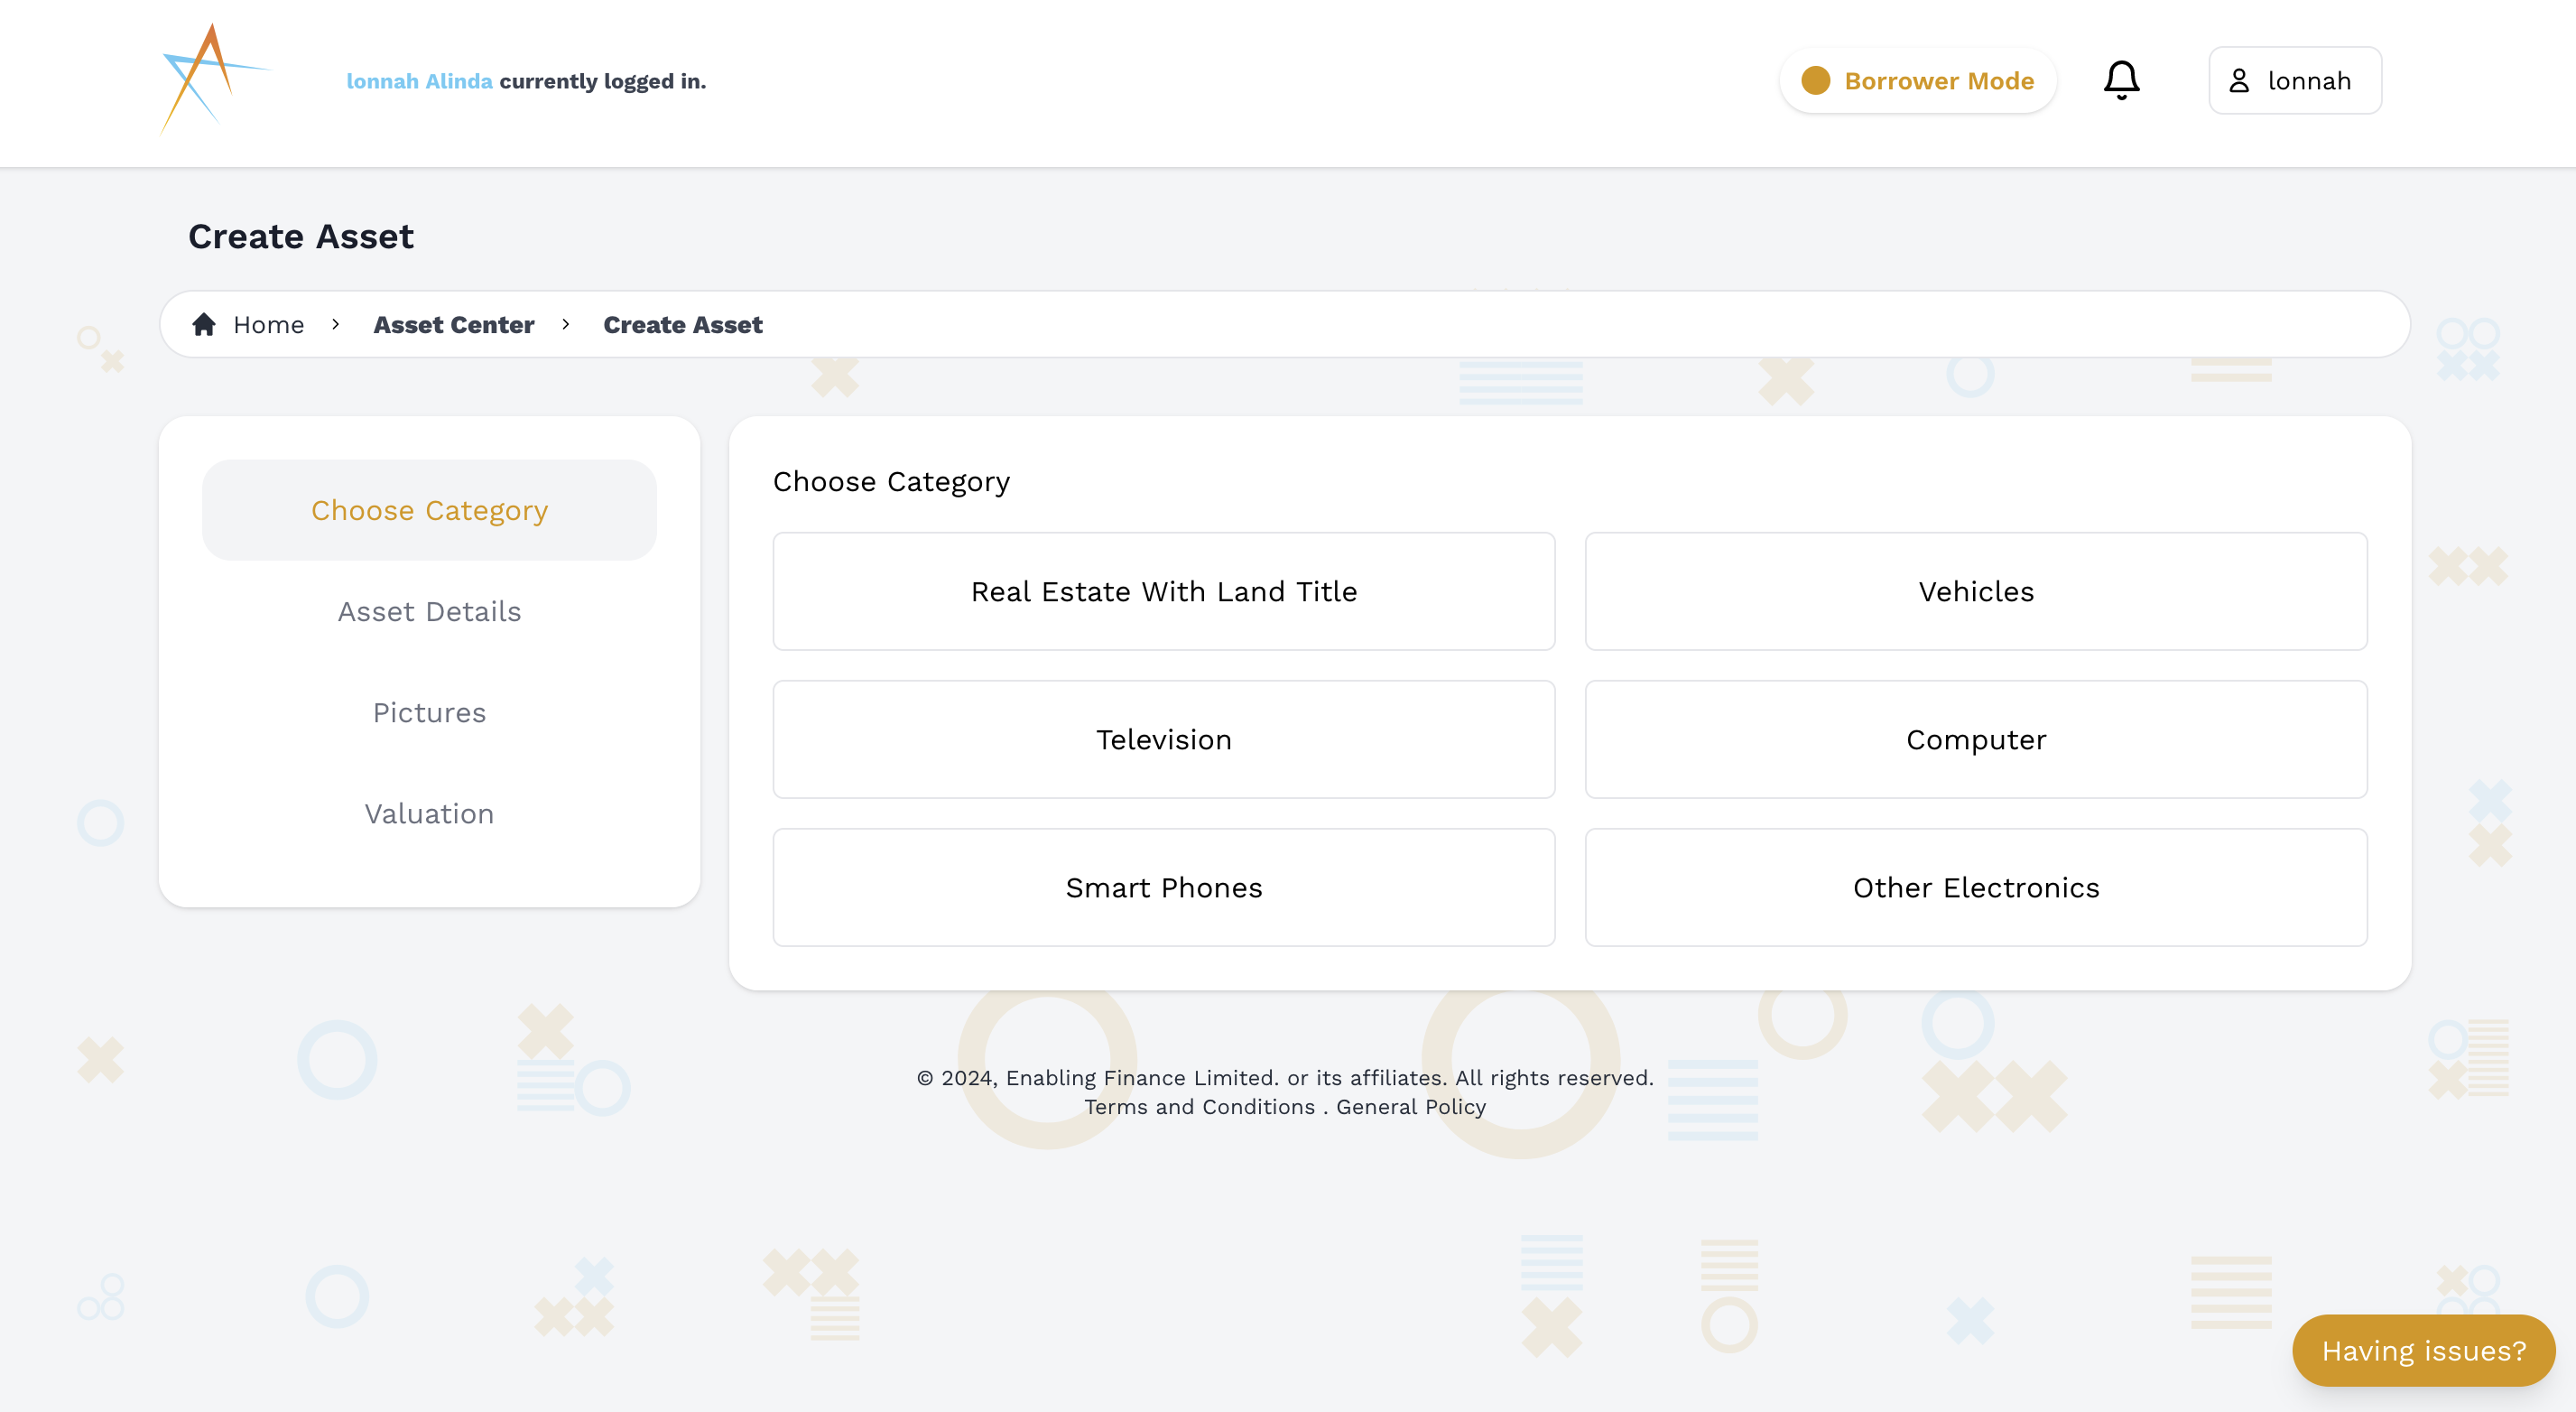 lonnah Alinda currently logged in.
Borrower Mode
lonnah
Create Asset
Home > Asset Center > Create Asset
Choose Category
Asset Details
Pictures
Valuation
Choose Category
Real Estate With Land Title
Vehicles
Television
Computer
Smart Phones
Other Electronics
© 2024, Enabling Finance Limited. or its affiliates. All rights reserved.
Terms and Conditions . General Policy
Having issues?